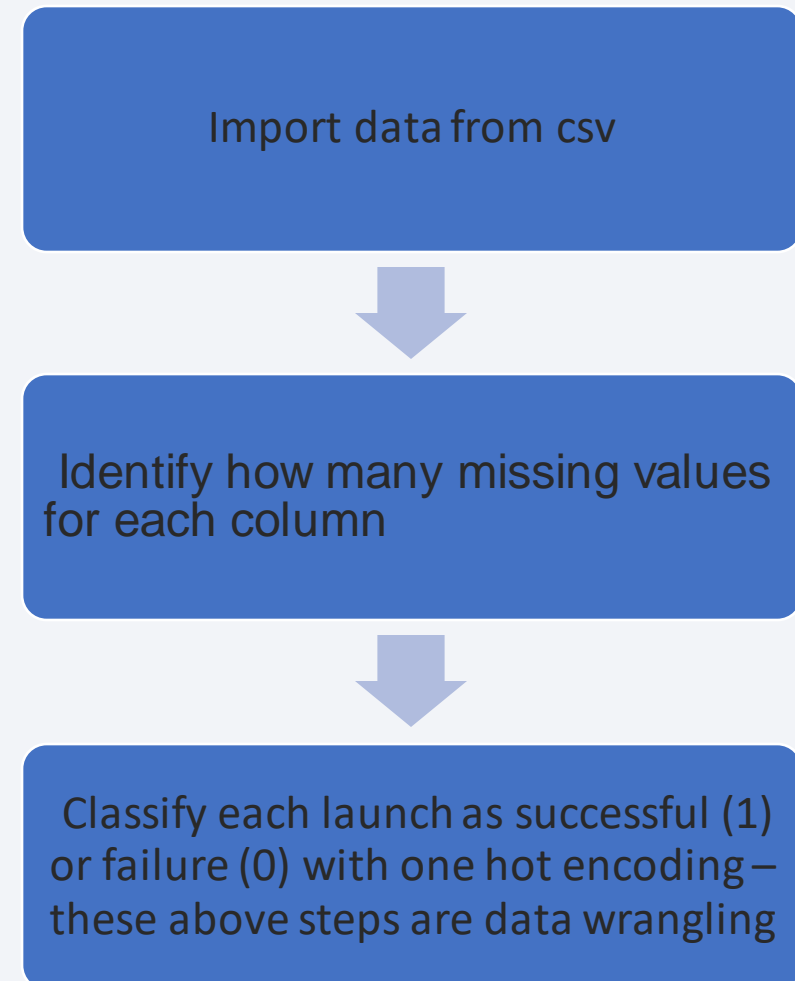 Import data from csv
Identify how many missing values
for each column
Classify each launch as successful (1)
or failure (0) with one hot encoding –
these above steps are data wrangling